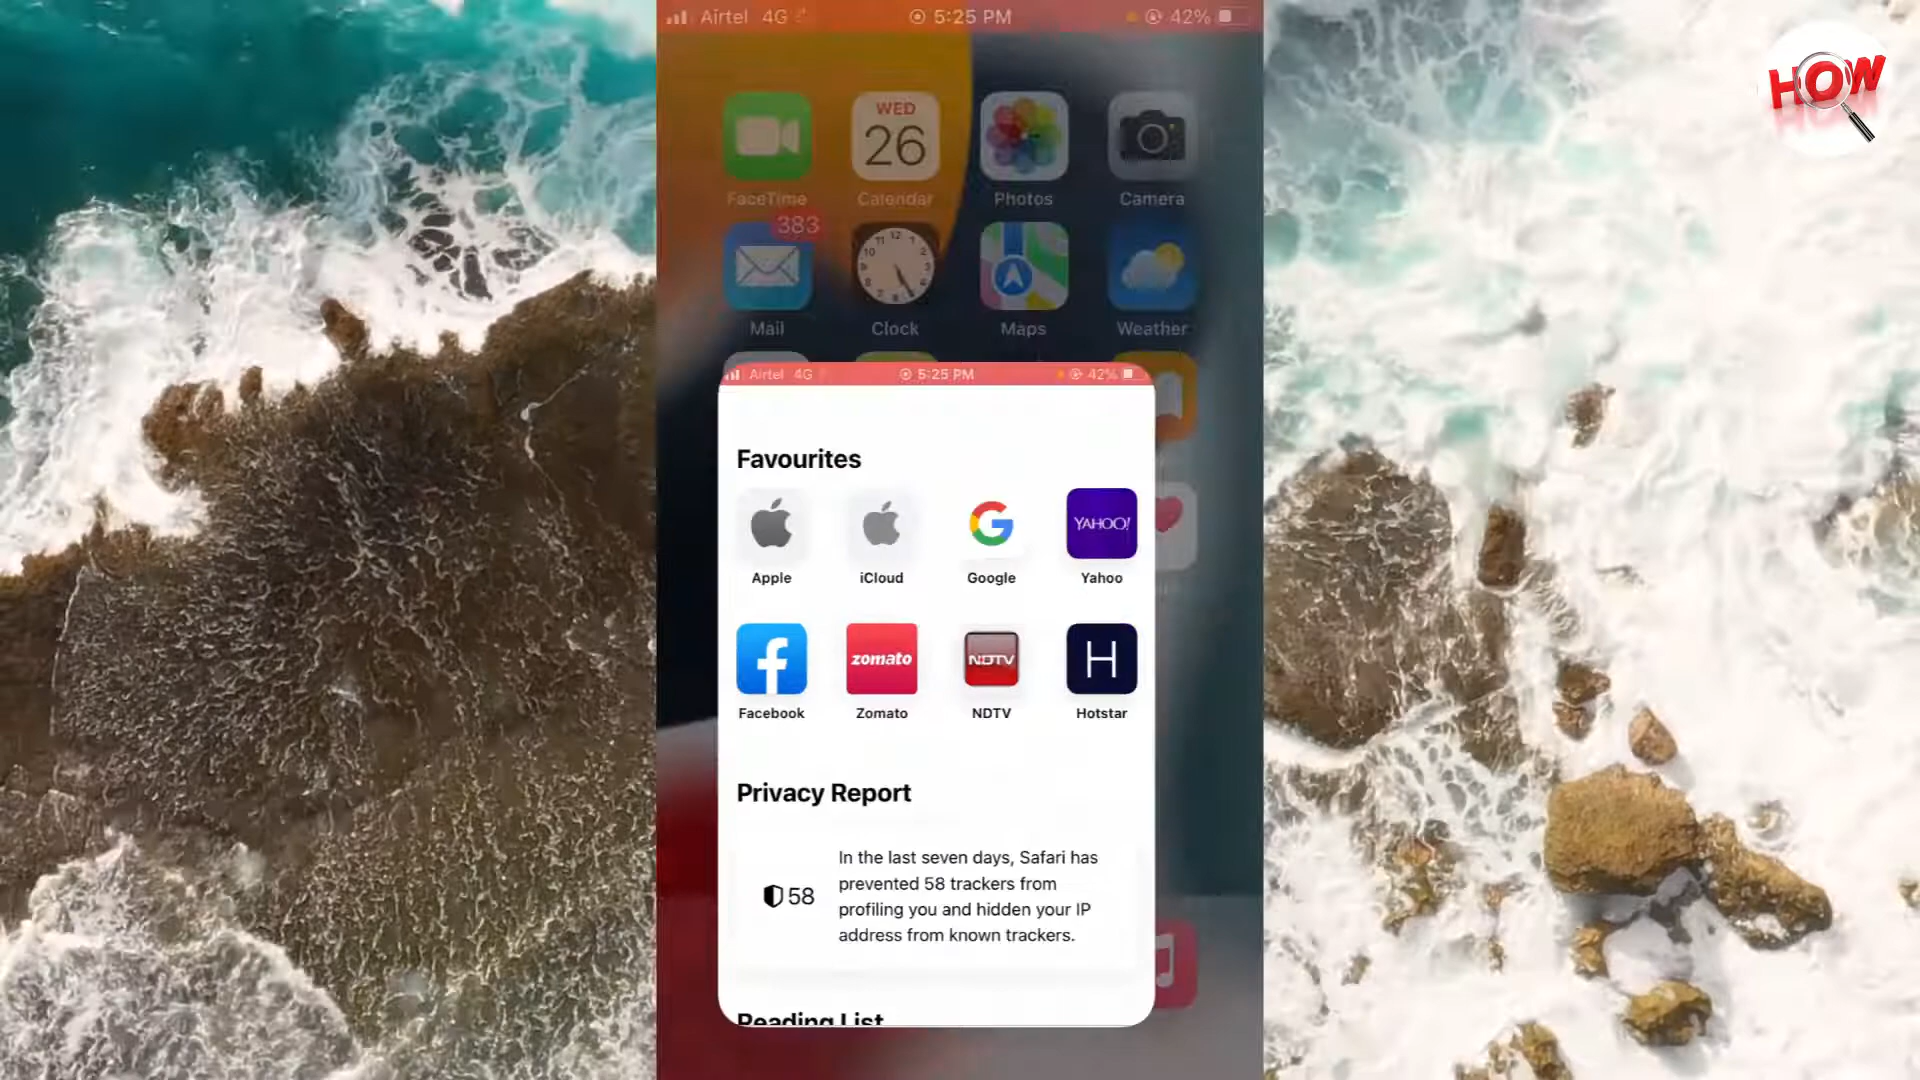 Airtel 4G 5:25 PM 42%
HOW
WED
26
FaceTime Calendar Photos Camera
383
Mail Clock Maps Weather
Airtel 4G 5:25 PM 42%
Favourites
YAHOO!
Apple iCloud Google Yahoo
zomato NDTV H
Facebook Zomato NDTV Hotstar
Privacy Report
58
In the last seven days, Safari has
prevented 58 trackers from
profiling you and hidden your IP
address from known trackers.
Reading List